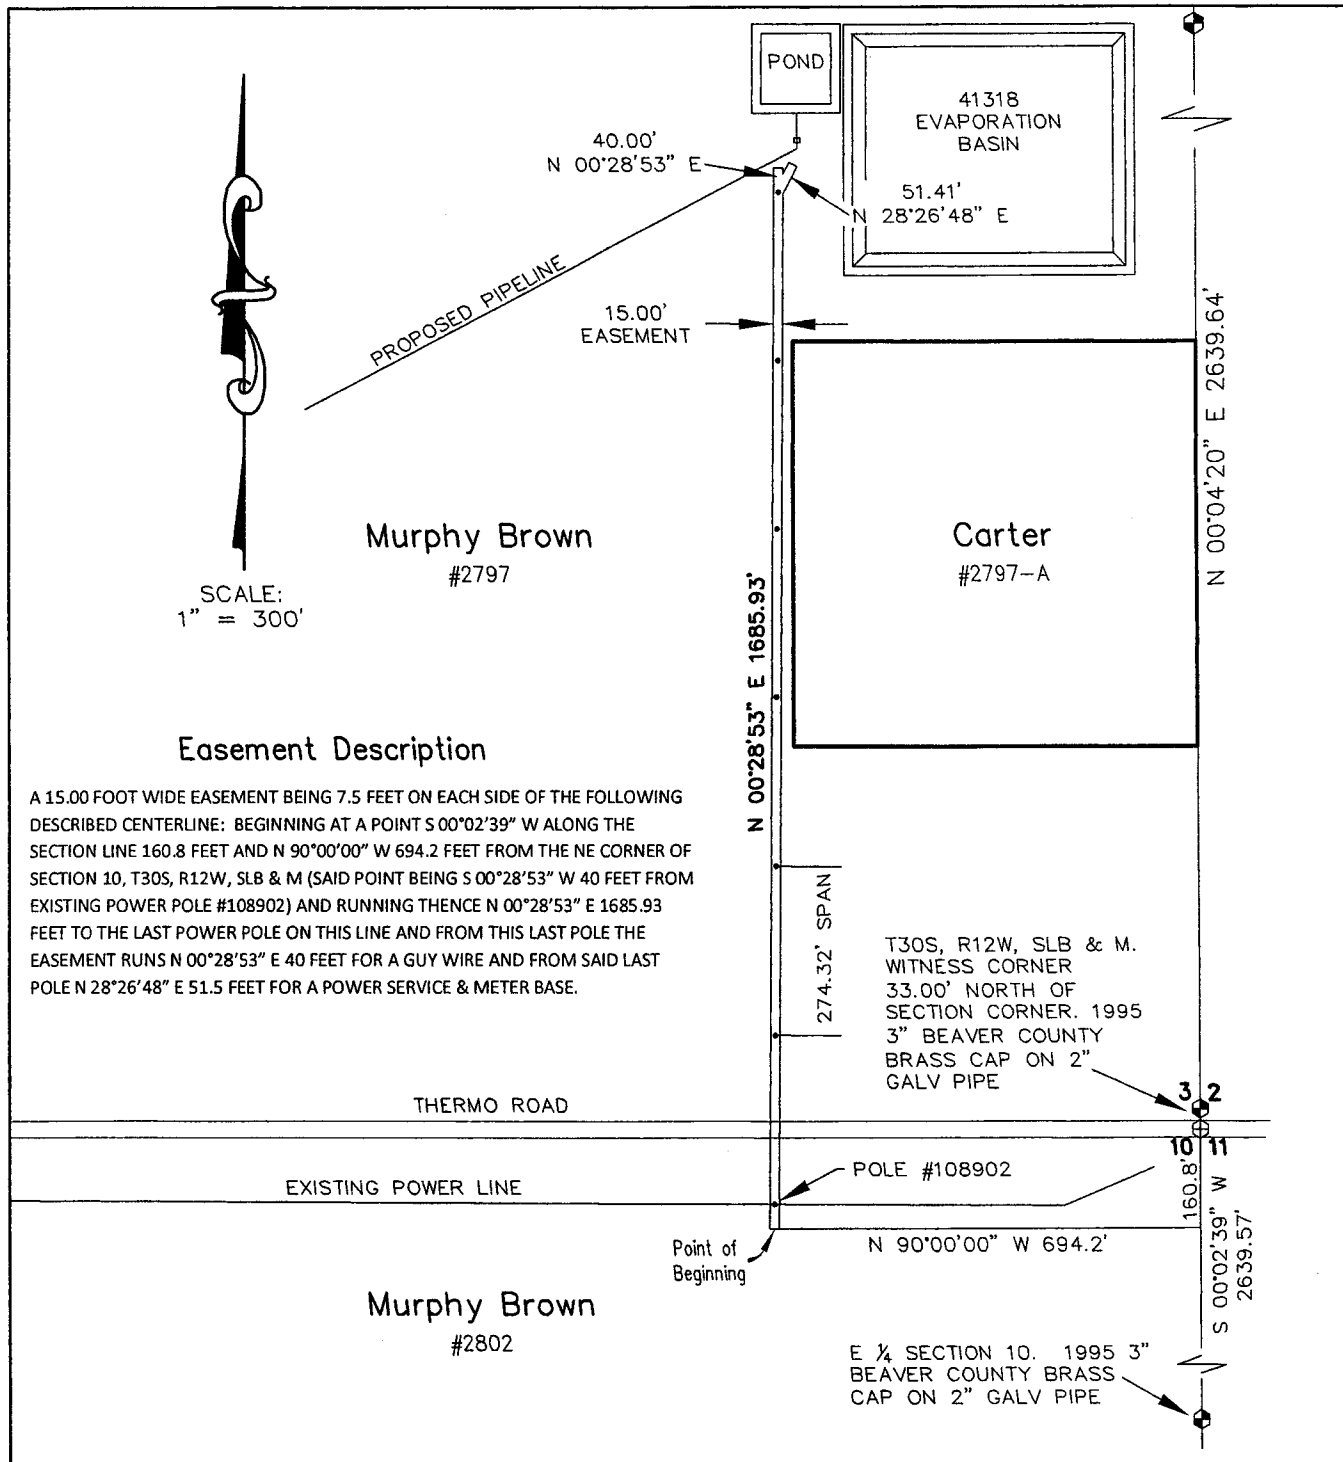 POND
41318
EVAPORATION
BASIN
40.00'
N 00°28'53" E
51.41'
N 28°26'48" E
PROPOSED PIPELINE
15.00'
EASEMENT
N 00°04'20" E 2639.64'
Murphy Brown
#2797
Carter
#2797-A
SCALE:
1" = 300'
N 00°28'53" E 1685.93'
Easement Description
A 15.00 FOOT WIDE EASEMENT BEING 7.5 FEET ON EACH SIDE OF THE FOLLOWING
DESCRIBED CENTERLINE: BEGINNING AT A POINT S 00°02'39" W ALONG THE
SECTION LINE 160.8 FEET AND N 90°00'00" W 694.2 FEET FROM THE NE CORNER OF
SECTION 10, T30S, R12W, SLB & M (SAID POINT BEING S 00°28'53" W 40 FEET FROM
EXISTING POWER POLE #108902) AND RUNNING THENCE N 00°28'53" E 1685.93
FEET TO THE LAST POWER POLE ON THIS LINE AND FROM THIS LAST POLE THE
EASEMENT RUNS N 00°28'53" E 40 FEET FOR A GUY WIRE AND FROM SAID LAST
POLE N 28°26'48" E 51.5 FEET FOR A POWER SERVICE & METER BASE.
274.32' SPAN
T30S, R12W, SLB & M.
WITNESS CORNER
33.00' NORTH OF
SECTION CORNER. 1995
3" BEAVER COUNTY
BRASS CAP ON 2"
GALV PIPE
3 2
10 11
THERMO ROAD
POLE #108902
EXISTING POWER LINE
160.8'
N 90°00'00" W 694.2'
S 00°02'39" W
2639.57'
Point of
Beginning
Murphy Brown
#2802
E ¼ SECTION 10. 1995 3"
BEAVER COUNTY BRASS
CAP ON 2" GALV PIPE